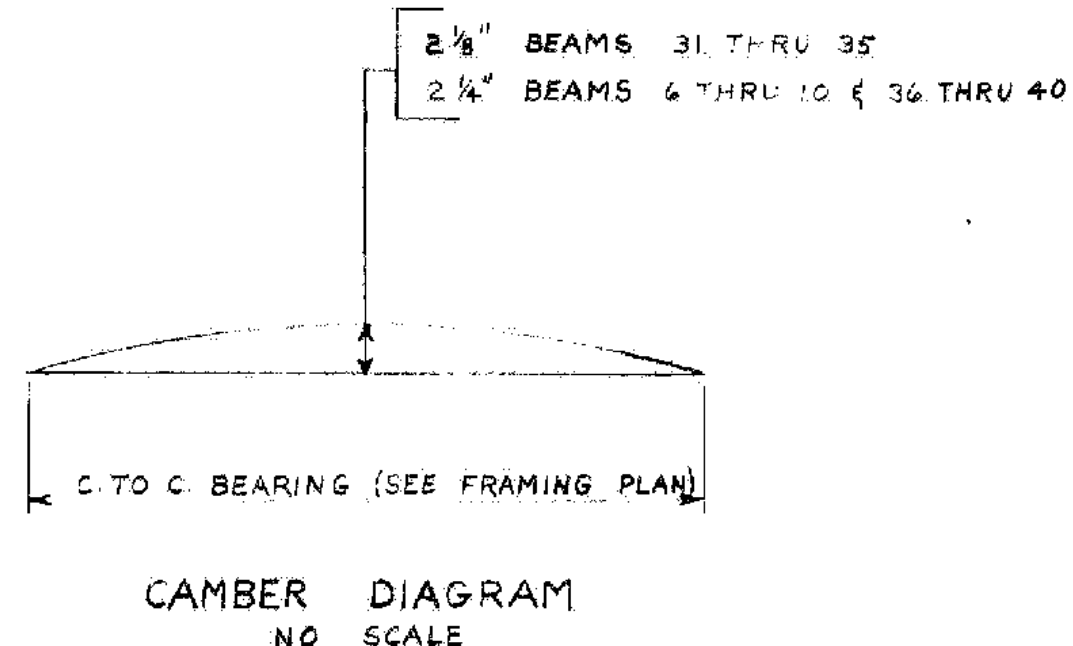 2 1/8" BEAMS 31 THRU 35
2 1/4" BEAMS 6 THRU 10 & 36 THRU 40
C. TO C. BEARING (SEE FRAMING PLAN)
CAMBER DIAGRAM
NO SCALE